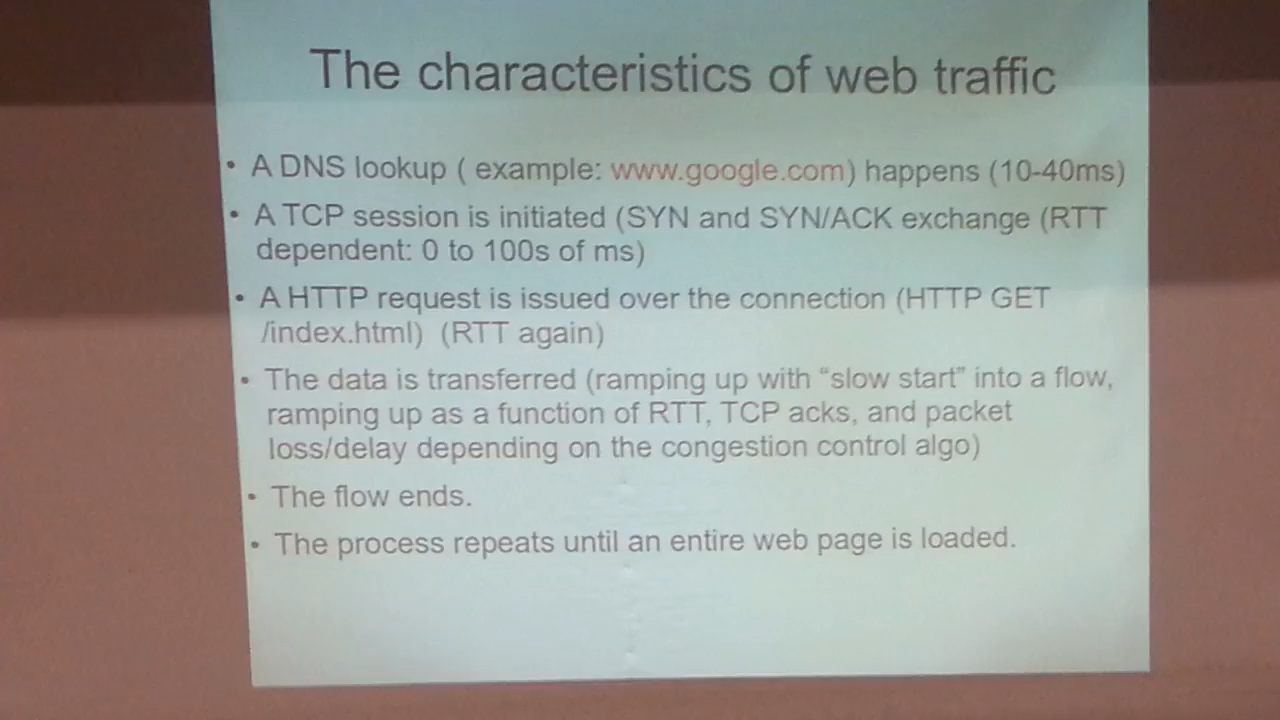 The characteristics of web traffic
• A DNS lookup ( example: www.google.com) happens (10-40ms)
• A TCP session is initiated (SYN and SYN/ACK exchange (RTT
dependent: 0 to 100s of ms)
• A HTTP request is issued over the connection (HTTP GET
/index.html) (RTT again)
• The data is transferred (ramping up with “slow start” into a flow,
ramping up as a function of RTT, TCP acks, and packet
loss/delay depending on the congestion control algo)
• The flow ends.
• The process repeats until an entire web page is loaded.